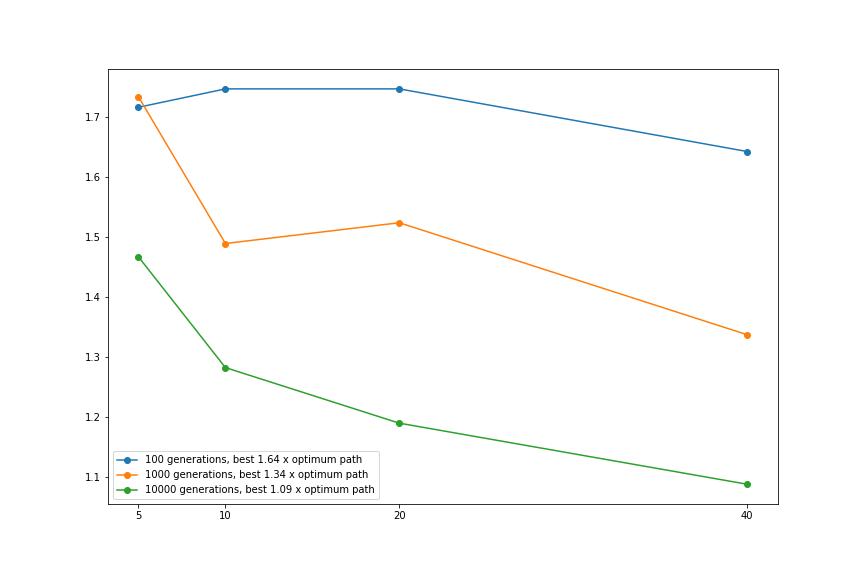 1.7
1.6
1.5
1.4
1.3
1.2
1.1
100 generations, best 1.64 x optimum path
1000 generations, best 1.34 x optimum path
10000 generations, best 1.09 x optimum path
5 10 20 40